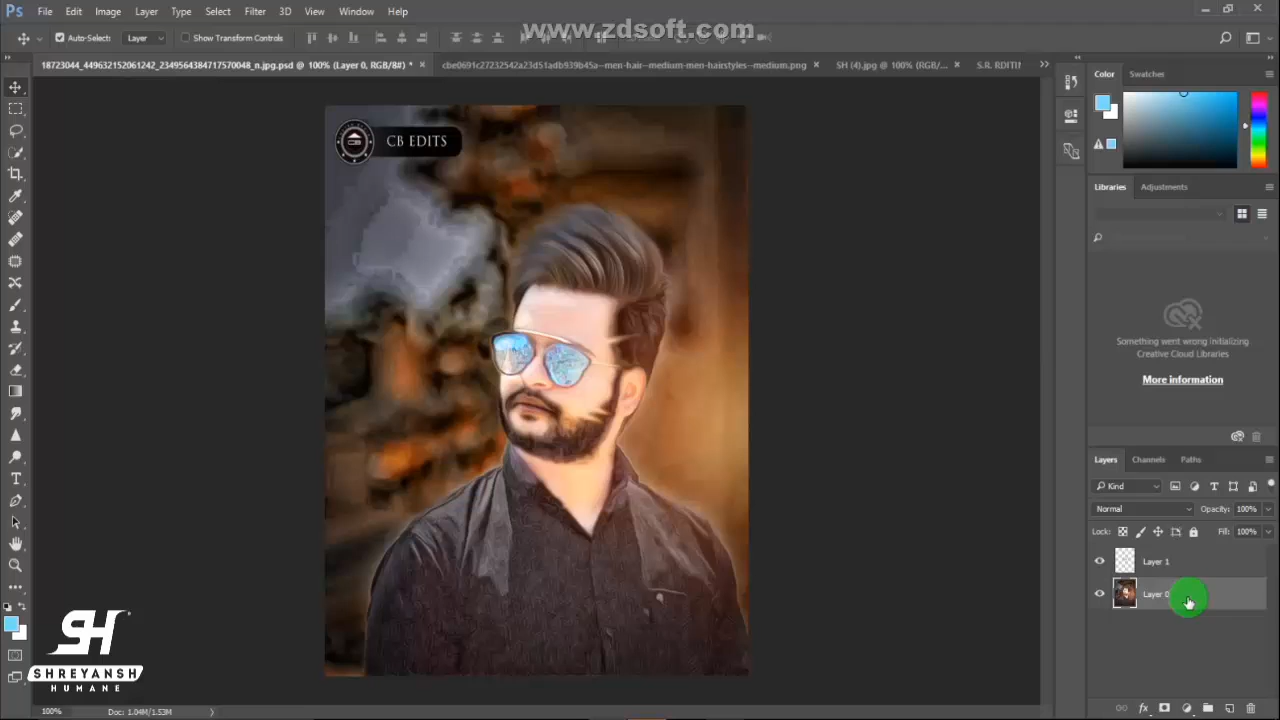 Ps File Edit Image Layer Type Select Filter 3D View Window Help
www.zdsoft.com
Auto-Select: Layer Show Transform Controls
18723044_449632152061242_2349564384717570048_n.jpg.psd @ 100% (Layer 0, RGB/8#) * cbe0691c27232542a23d51adb939b45a--men-hair--medium-men-hairstyles--medium.png SH (4).jpg @ 100% (RGB/...
Color Swatches
CB EDITS
Libraries Adjustments
Something went wrong initializing
Creative Cloud Libraries
More information
Layers Channels Paths
Kind
Normal Opacity: 100%
Lock: Fill: 100%
Layer 1
Layer 0
SH
SHREYANSH
HUMANE
100% Doc: 1.04M/1.53M